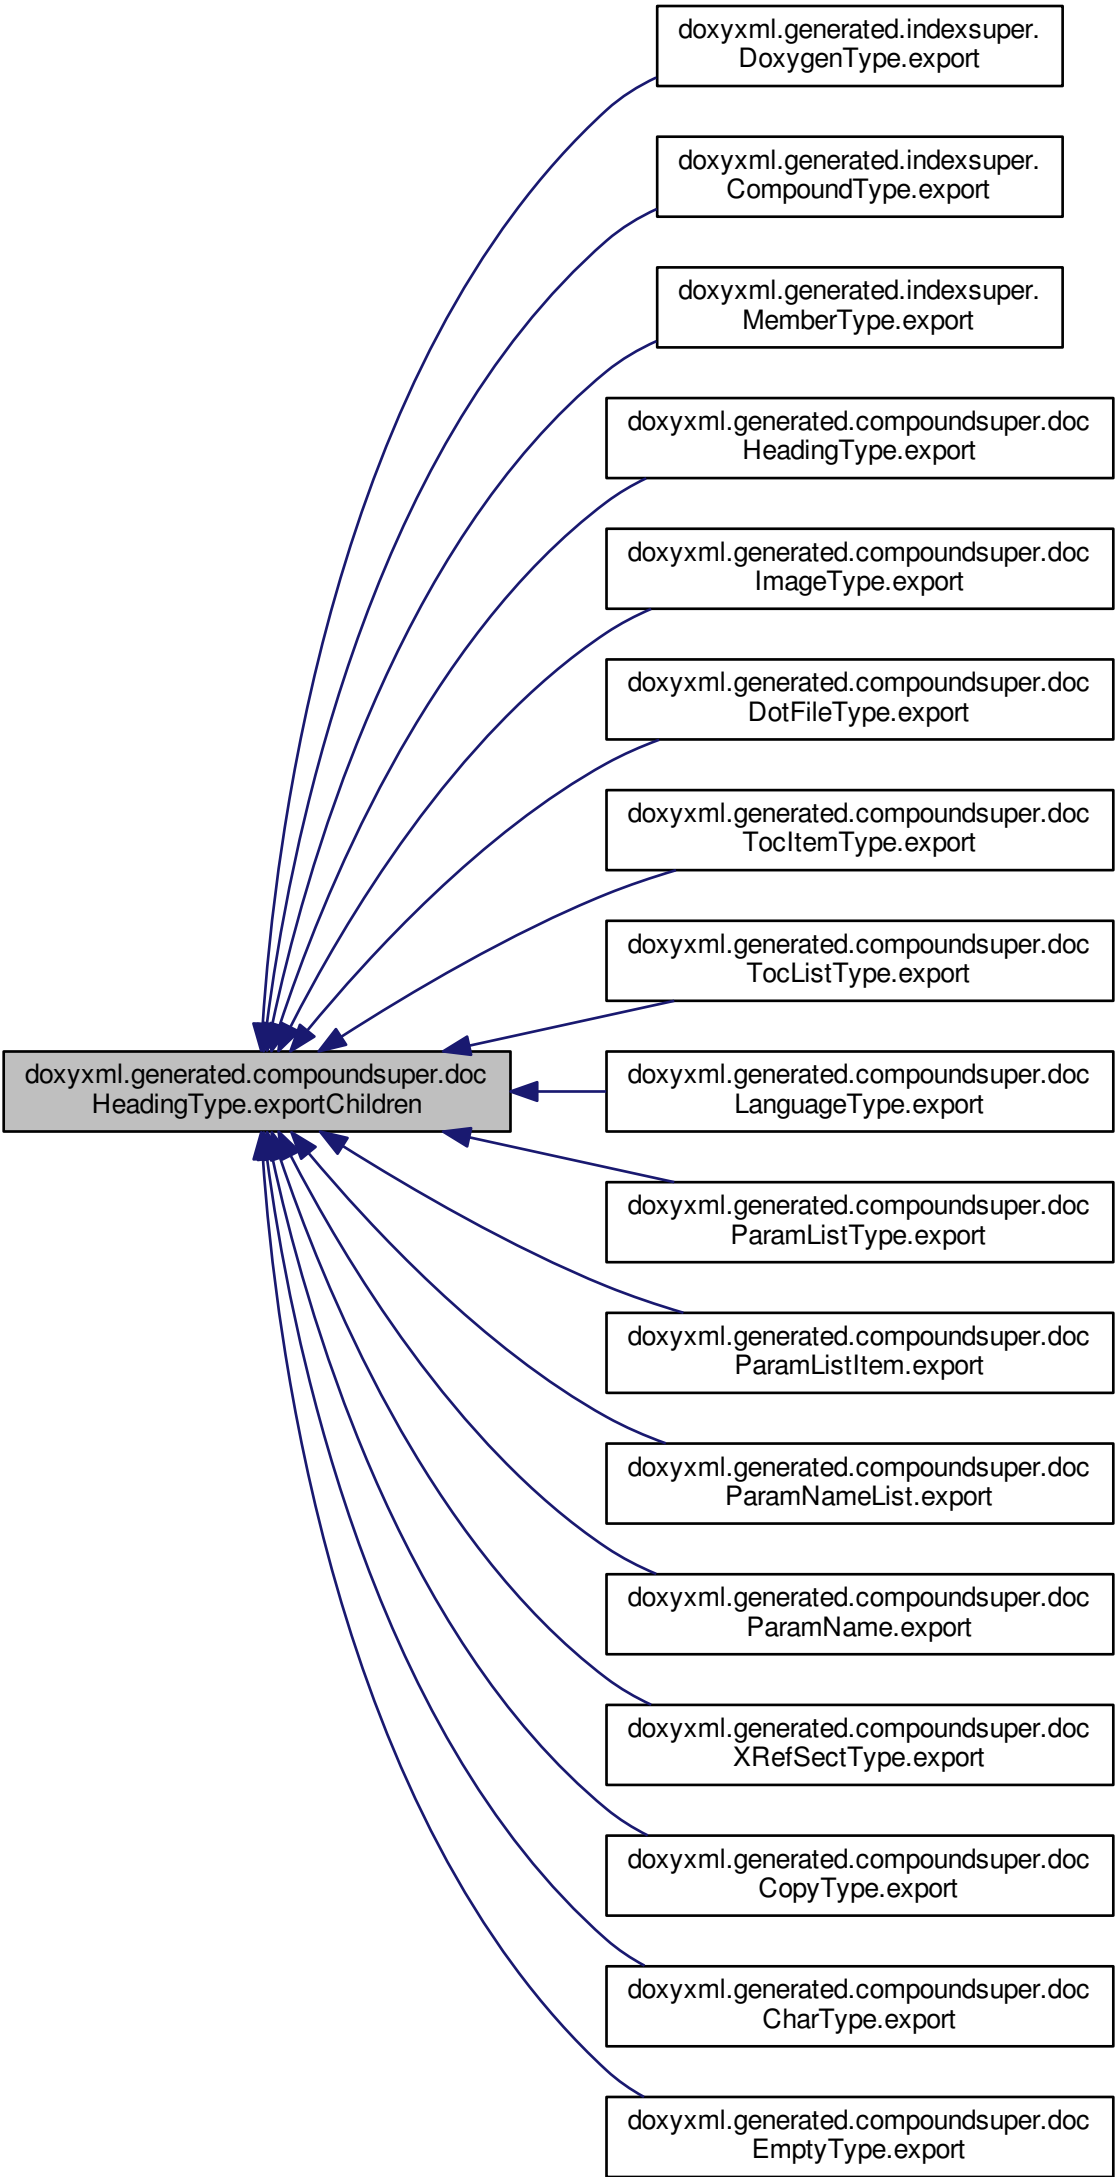 doxyxml.generated.indexsuper.
DoxygenType.export
doxyxml.generated.indexsuper.
CompoundType.export
doxyxml.generated.indexsuper.
MemberType.export
doxyxml.generated.compoundsuper.doc
HeadingType.export
doxyxml.generated.compoundsuper.doc
ImageType.export
doxyxml.generated.compoundsuper.doc
DotFileType.export
doxyxml.generated.compoundsuper.doc
TocItemType.export
doxyxml.generated.compoundsuper.doc
TocListType.export
doxyxml.generated.compoundsuper.doc
HeadingType.exportChildren
doxyxml.generated.compoundsuper.doc
LanguageType.export
doxyxml.generated.compoundsuper.doc
ParamListType.export
doxyxml.generated.compoundsuper.doc
ParamListItem.export
doxyxml.generated.compoundsuper.doc
ParamNameList.export
doxyxml.generated.compoundsuper.doc
ParamName.export
doxyxml.generated.compoundsuper.doc
XRefSectType.export
doxyxml.generated.compoundsuper.doc
CopyType.export
doxyxml.generated.compoundsuper.doc
CharType.export
doxyxml.generated.compoundsuper.doc
EmptyType.export